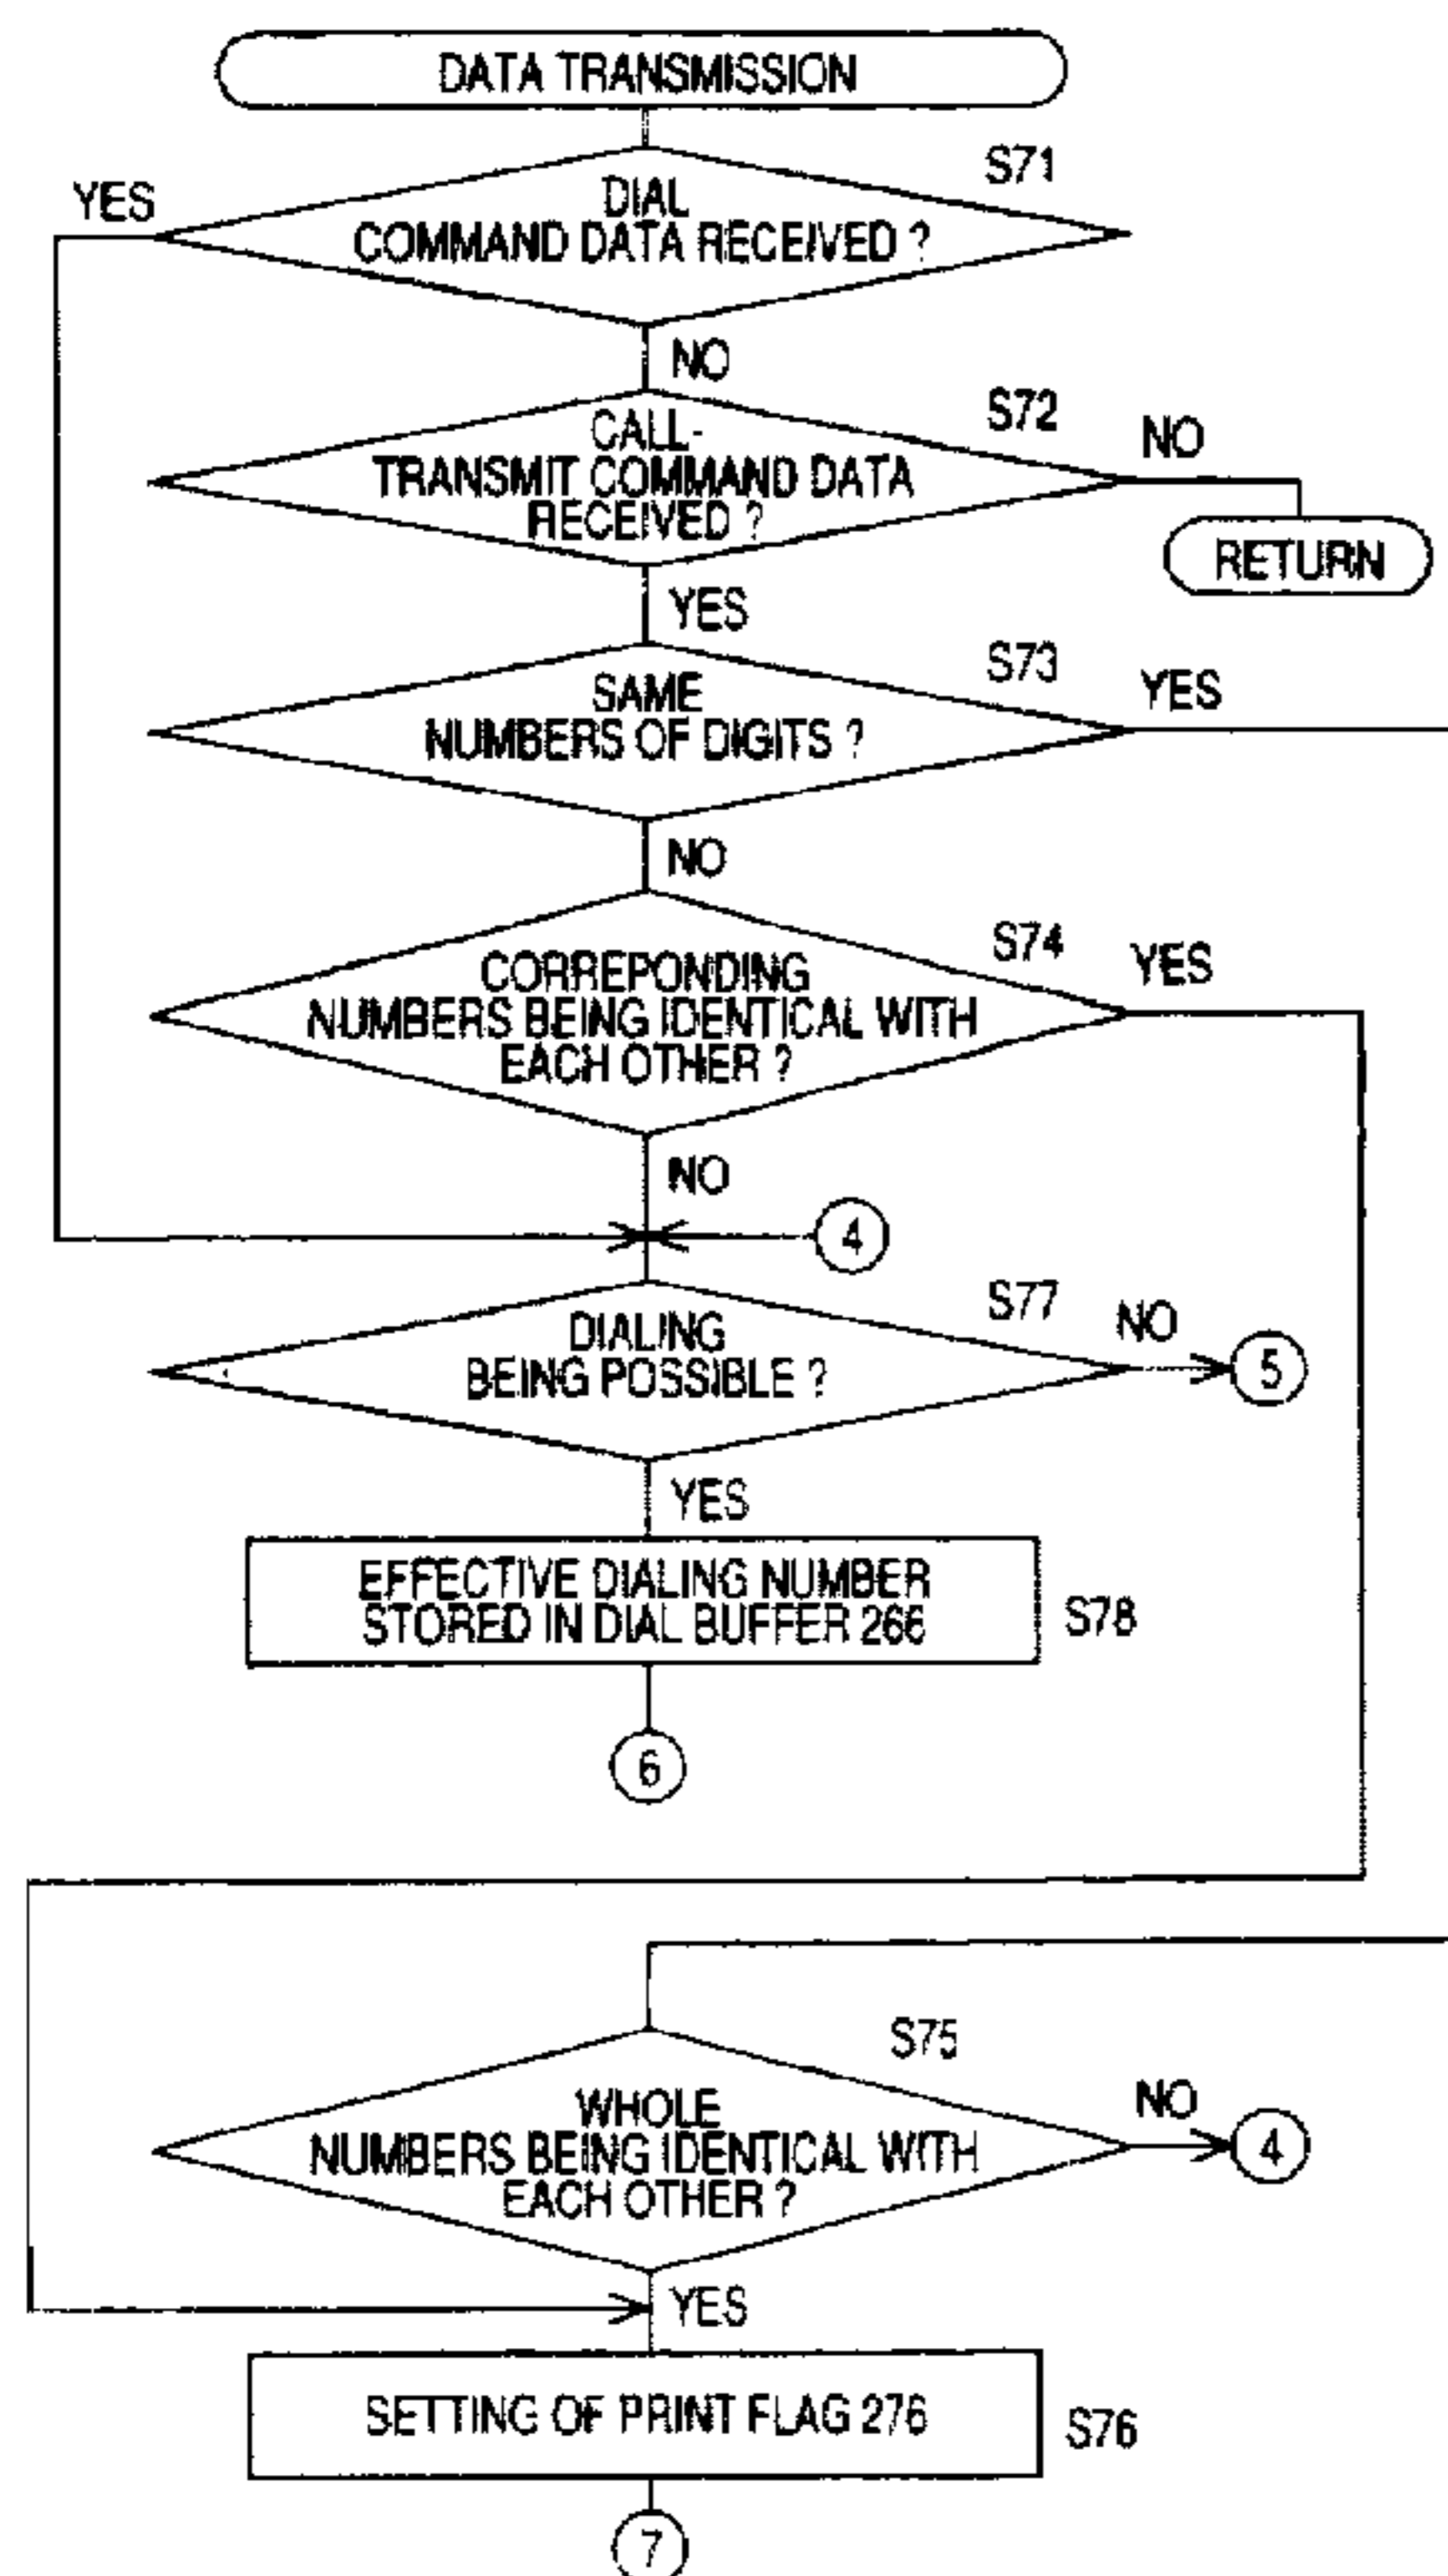 DATA TRANSMISSION
S71
YES
DIAL
COMMAND DATA RECEIVED ?
NO
S72
NO
CALL-
TRANSMIT COMMAND DATA
RECEIVED ?
RETURN
YES
S73
YES
SAME
NUMBERS OF DIGITS ?
NO
S74
YES
CORREPONDING
NUMBERS BEING IDENTICAL WITH
EACH OTHER ?
NO
4
S77
NO
DIALING
BEING POSSIBLE ?
5
YES
EFFECTIVE DIALING NUMBER
STORED IN DIAL BUFFER 266
S78
6
S75
NO
WHOLE
NUMBERS BEING IDENTICAL WITH
EACH OTHER ?
4
YES
SETTING OF PRINT FLAG 276
S76
7